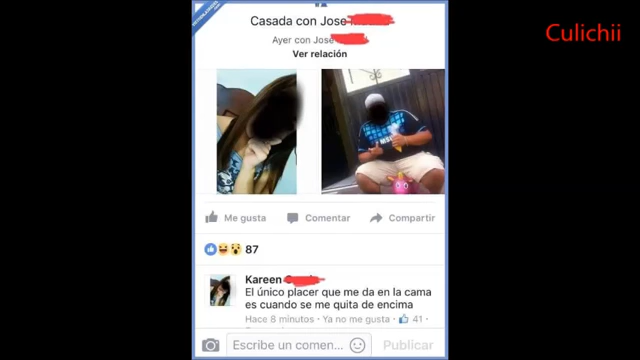 Culichii
Casada con Jose
Ayer con José
Ver relación
Me gusta
Comentar
Compartir
87
Kareen
El único placer que me da en la cama
es cuando se me quita de encima
Hace 8 minutos · Ya no me gusta · 41 ·
Escribe un comen...
Publicar